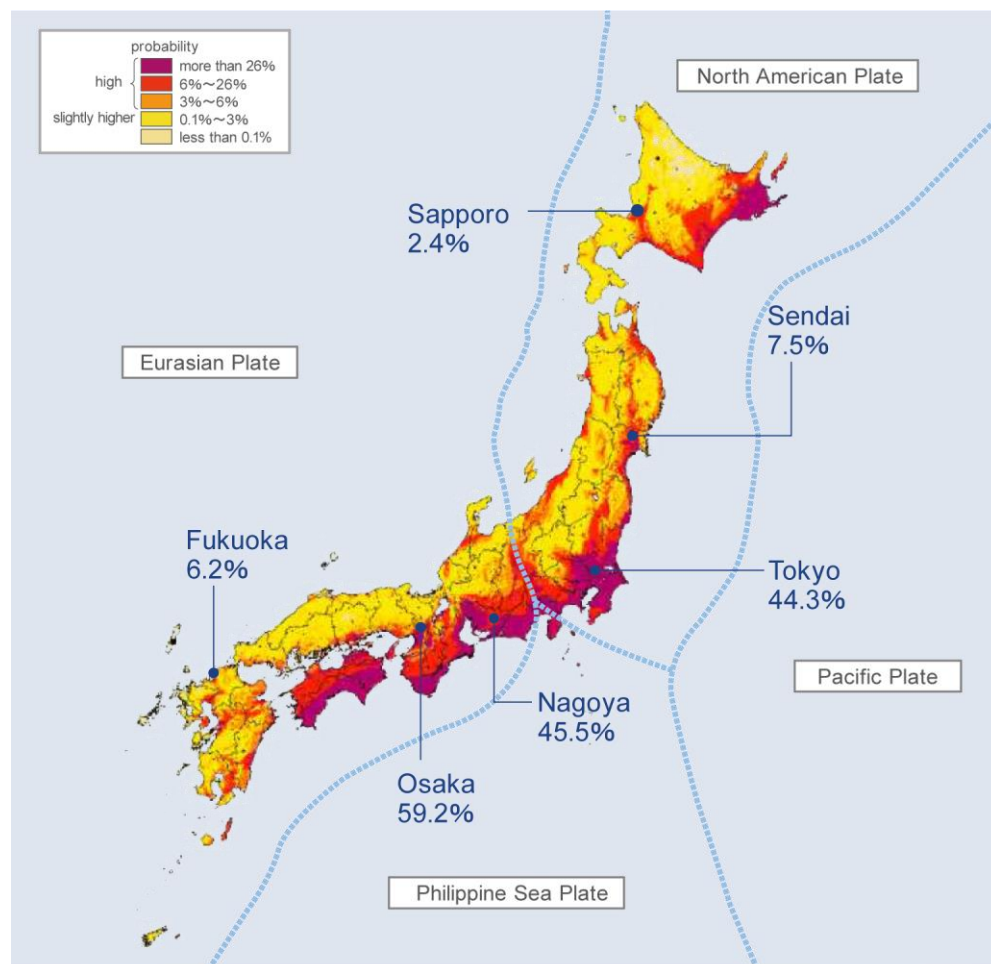 probability
high
more than 26%
6%～26%
3%～6%
slightly higher
0.1%～3%
less than 0.1%
North American Plate
Sapporo
2.4%
Sendai
7.5%
Eurasian Plate
Fukuoka
6.2%
Tokyo
44.3%
Pacific Plate
Nagoya
45.5%
Osaka
59.2%
Philippine Sea Plate